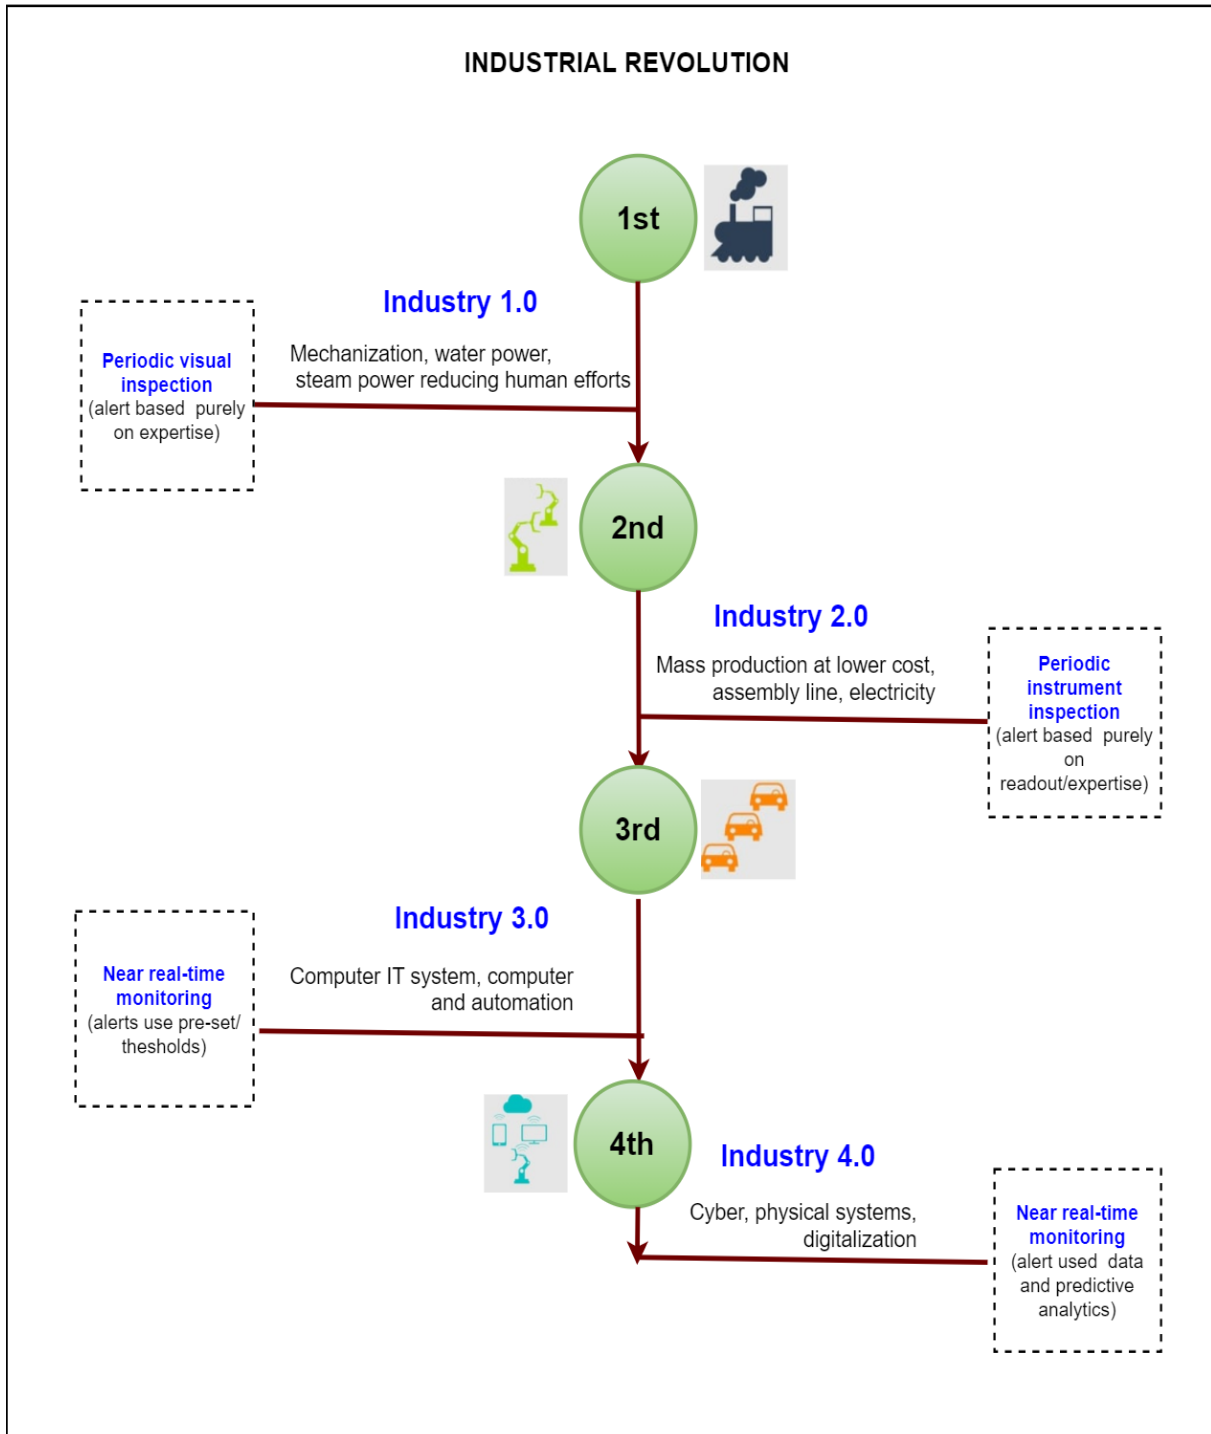 INDUSTRIAL REVOLUTION
1st
Industry 1.0
Mechanization, water power,
steam power reducing human efforts
Periodic visual
inspection
(alert based purely
on expertise)
2nd
Industry 2.0
Mass production at lower cost,
assembly line, electricity
Periodic
instrument
inspection
(alert based purely
on
readout/expertise)
3rd
Industry 3.0
Computer IT system, computer
and automation
Near real-time
monitoring
(alerts use pre-set/
thesholds)
4th
Industry 4.0
Cyber, physical systems,
digitalization
Near real-time
monitoring
(alert used data
and predictive
analytics)